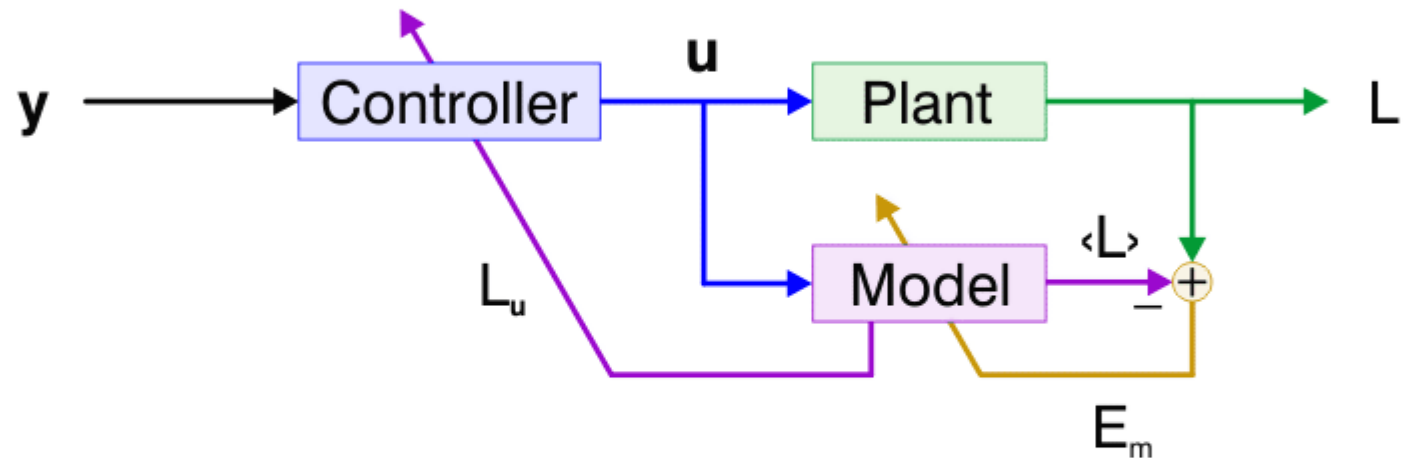 y
Controller
u
Plant
L
L_u
Model
‹L›
–
+
E_m